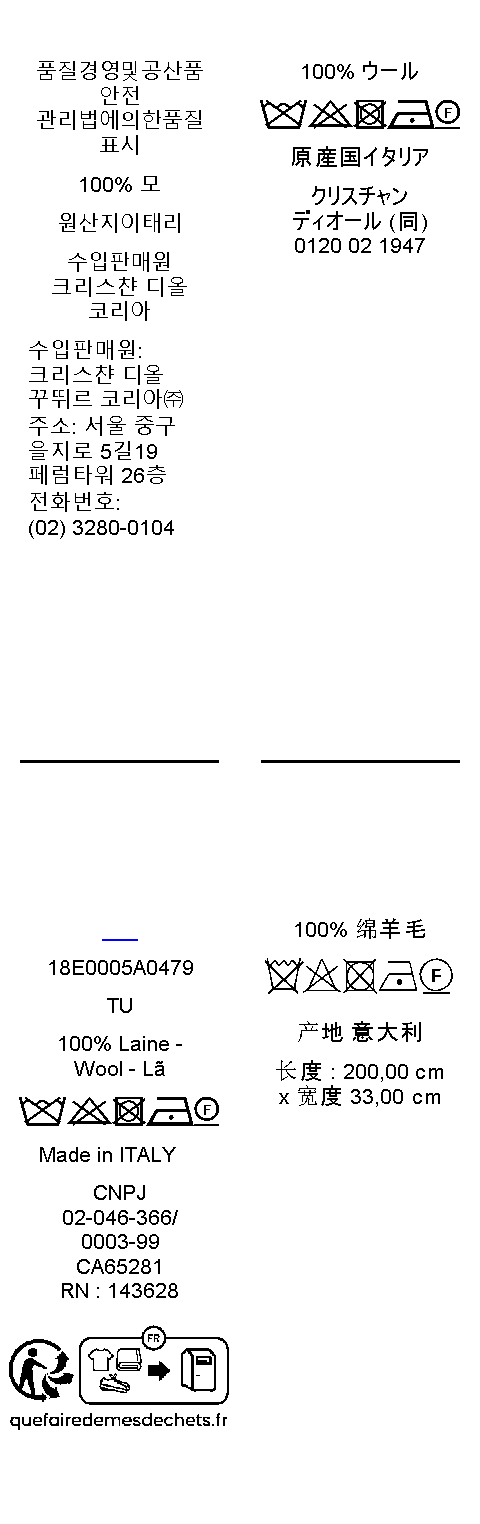 품질경영및공산품
안전
관리법에의한품질
표시
100% 모
원산지이태리
수입판매원
크리스챤 디올
코리아
수입판매원:
크리스챤 디올
꾸뛰르 코리아㈜
주소: 서울 중구
을지로 5길19
페럼타워 26층
전화번호:
(02) 3280-0104
100% ウール
F
原産国イタリア
クリスチャン
ディオール (同)
0120 02 1947
18E0005A0479
TU
100% Laine -
Wool - Lã
F
Made in ITALY
CNPJ
02-046-366/
0003-99
CA65281
RN : 143628
FR
quefairedemesdechets.fr
100% 绵羊毛
F
产地 意大利
长度 : 200,00 cm
x 宽度 33,00 cm